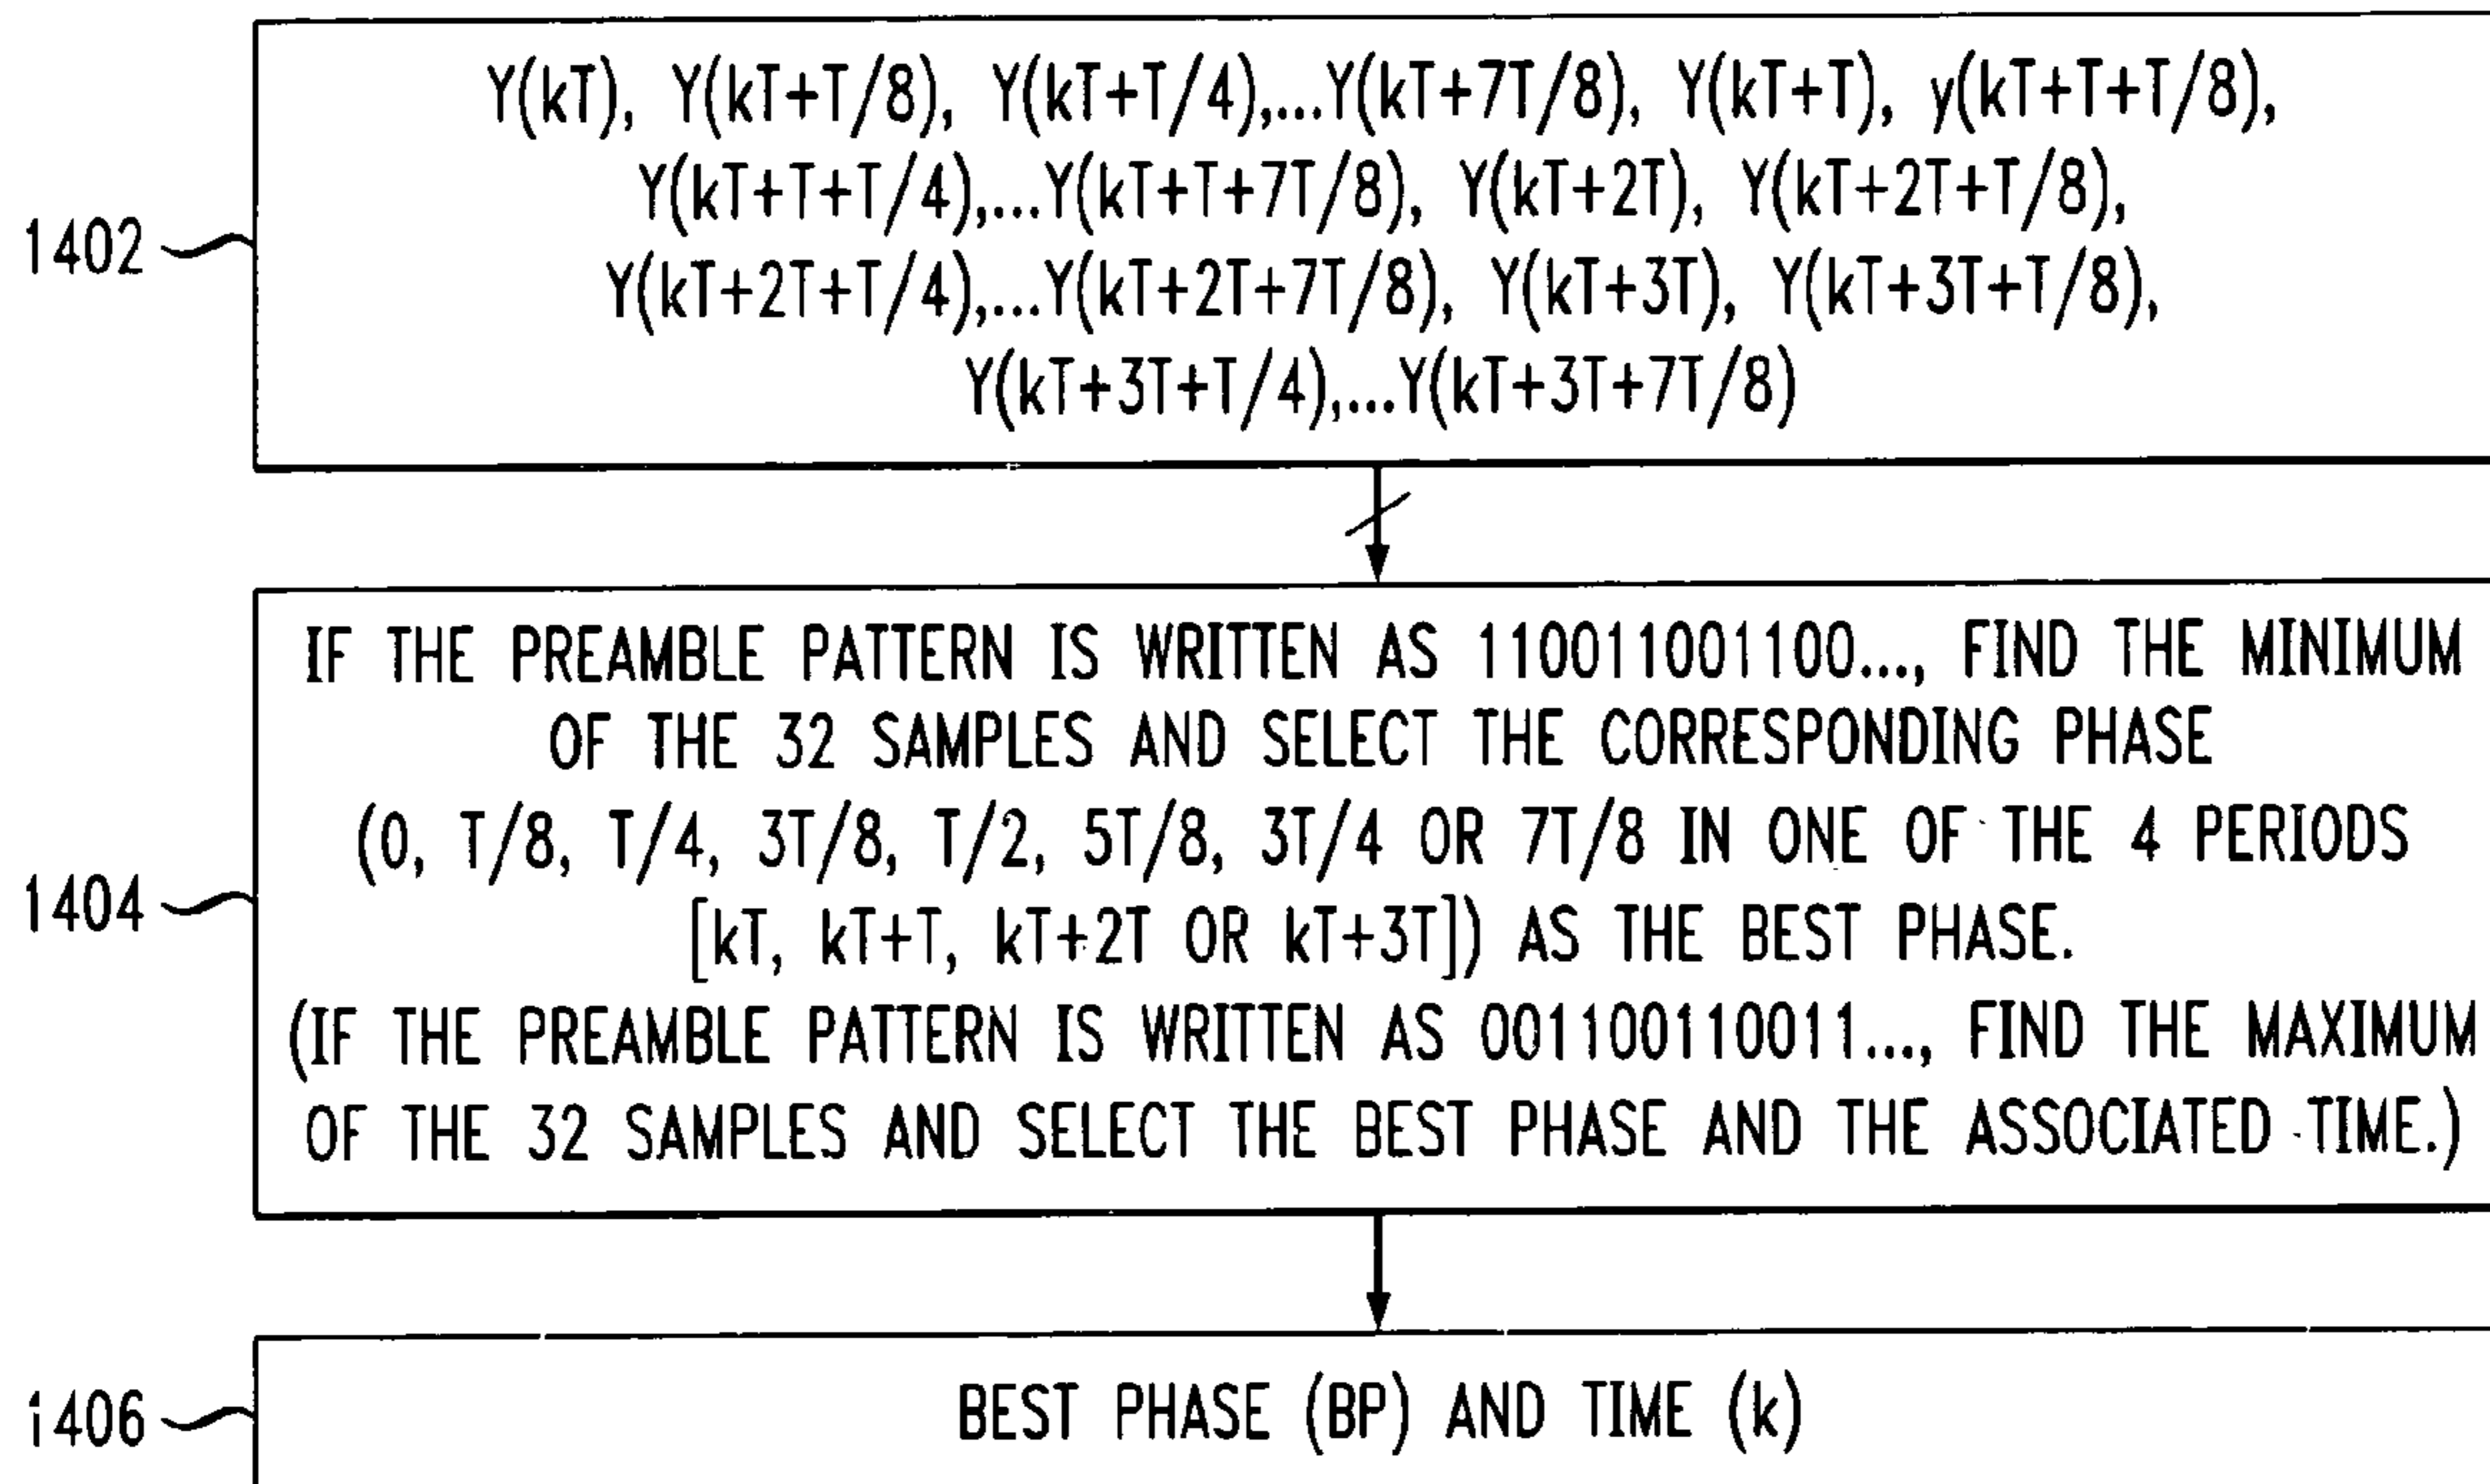 Y(kT), Y(kT+T/8), Y(kT+T/4),...Y(kT+7T/8), Y(kT+T), y(kT+T+T/8),
Y(kT+T+T/4),...Y(kT+T+7T/8), Y(kT+2T), Y(kT+2T+T/8),
1402
Y(kT+2T+T/4),...Y(kT+2T+7T/8), Y(kT+3T), Y(kT+3T+T/8),
Y(kT+3T+T/4),...Y(kT+3T+7T/8)
IF THE PREAMBLE PATTERN IS WRITTEN AS 110011001100..., FIND THE MINIMUM
OF THE 32 SAMPLES AND SELECT THE CORRESPONDING PHASE
(0, T/8, T/4, 3T/8, T/2, 5T/8, 3T/4 OR 7T/8 IN ONE OF THE 4 PERIODS
1404
[kT, kT+T, kT+2T OR kT+3T]) AS THE BEST PHASE.
(IF THE PREAMBLE PATTERN IS WRITTEN AS 001100110011..., FIND THE MAXIMUM
OF THE 32 SAMPLES AND SELECT THE BEST PHASE AND THE ASSOCIATED TIME.)
1406
BEST PHASE (BP) AND TIME (k)